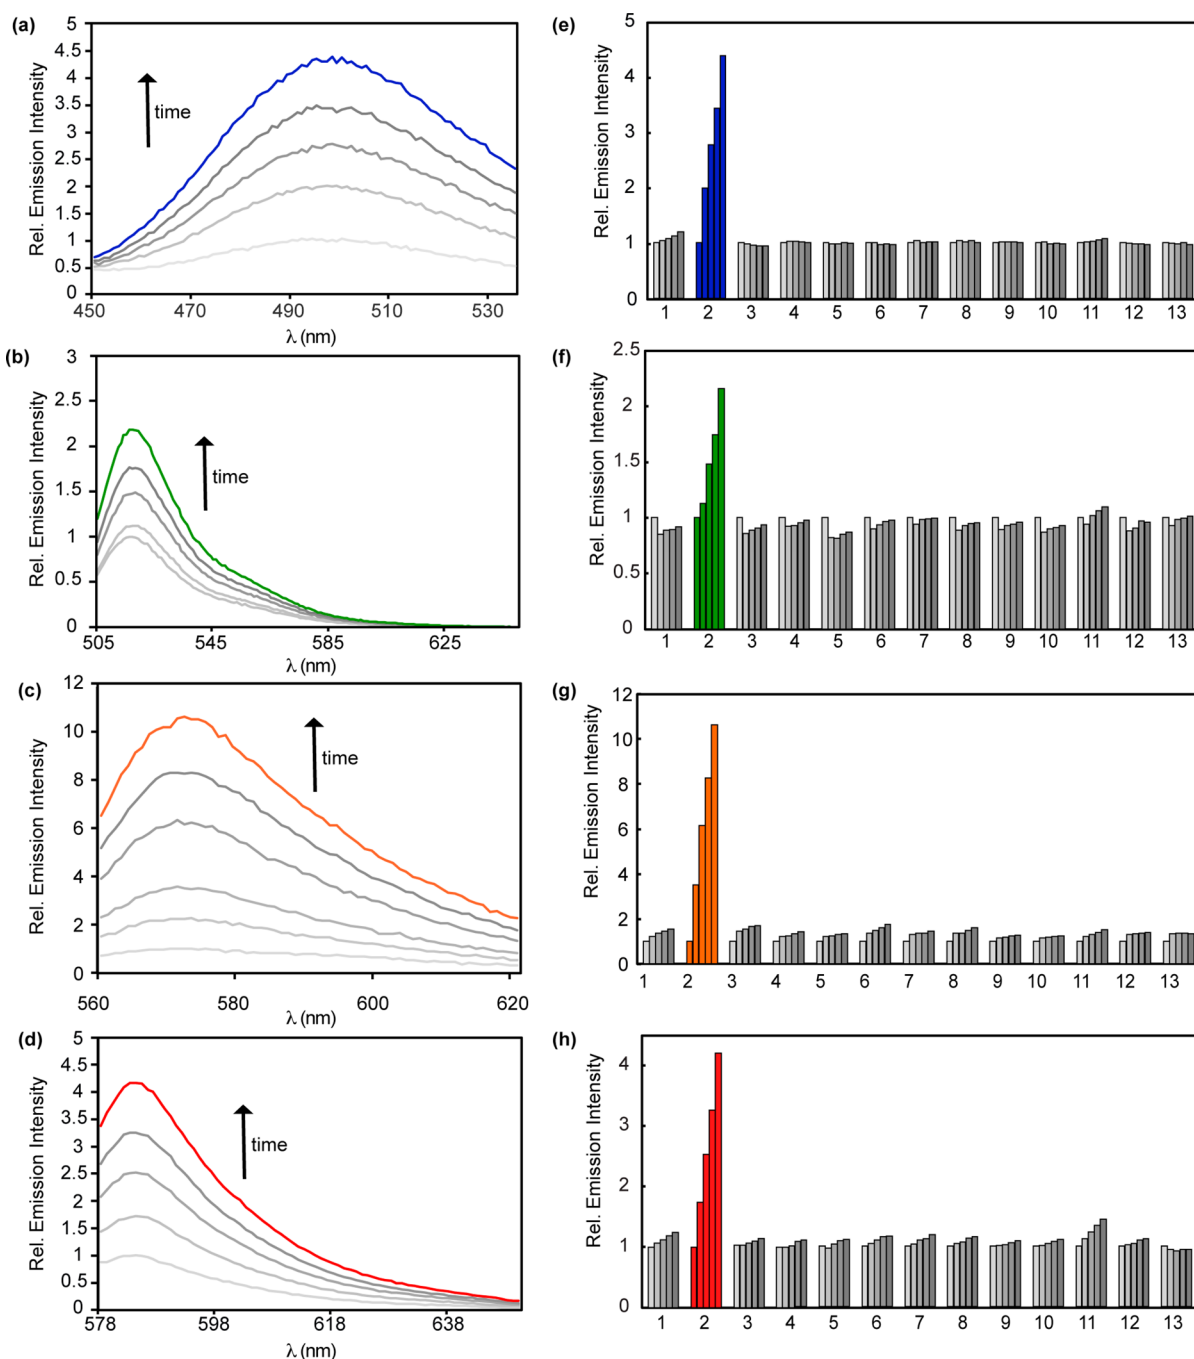 (a)
Rel. Emission Intensity
5
4.5
4
3.5
3
2.5
2
1.5
1
0.5
0
time
450 470 490 510 530
λ (nm)
(e)
Rel. Emission Intensity
5
4
3
2
1
0
1 2 3 4 5 6 7 8 9 10 11 12 13
(b)
Rel. Emission Intensity
3
2.5
2
1.5
1
0.5
0
time
505 545 585 625
λ (nm)
(f)
Rel. Emission Intensity
2.5
2
1.5
1
0.5
0
1 2 3 4 5 6 7 8 9 10 11 12 13
(c)
Rel. Emission Intensity
12
10
8
6
4
2
0
time
560 580 600 620
λ (nm)
(g)
Rel. Emission Intensity
12
10
8
6
4
2
0
1 2 3 4 5 6 7 8 9 10 11 12 13
(d)
Rel. Emission Intensity
5
4.5
4
3.5
3
2.5
2
1.5
1
0.5
0
time
578 598 618 638
λ (nm)
(h)
Rel. Emission Intensity
4
3
2
1
0
1 2 3 4 5 6 7 8 9 10 11 12 13